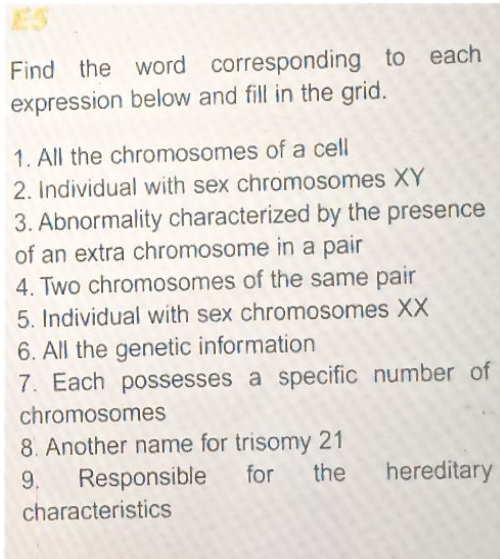 E5
Find the word corresponding to each
expression below and fill in the grid.
1. All the chromosomes of a cell
2. Individual with sex chromosomes XY
3. Abnormality characterized by the presence
of an extra chromosome in a pair
4. Two chromosomes of the same pair
5. Individual with sex chromosomes XX
6. All the genetic information
7. Each possesses a specific number of
chromosomes
8. Another name for trisomy 21
9. Responsible for the hereditary
characteristics